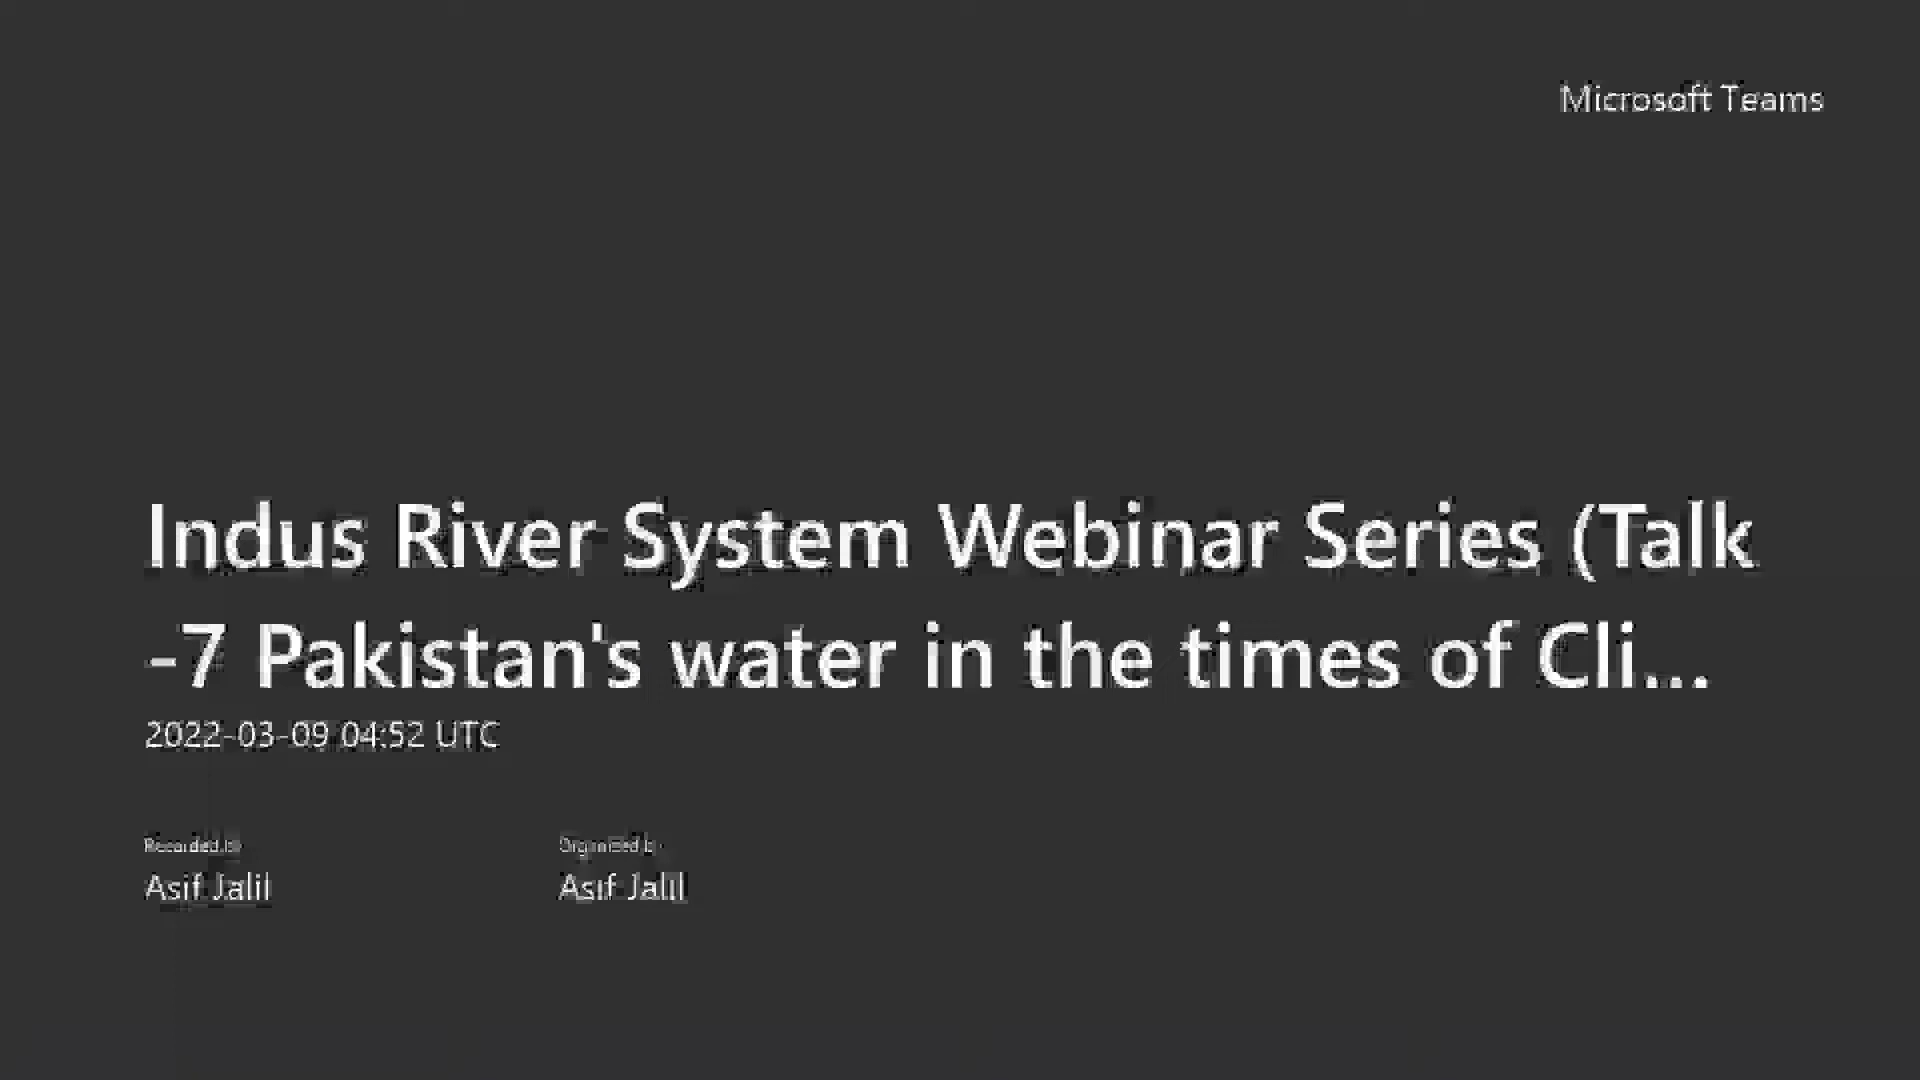 Microsoft Teams
Indus River System Webinar Series (Talk
-7 Pakistan's water in the times of Cli...
2022-03-09 04:52 UTC
Recorded by
Organized by
Asif Jalil
Asif Jalil